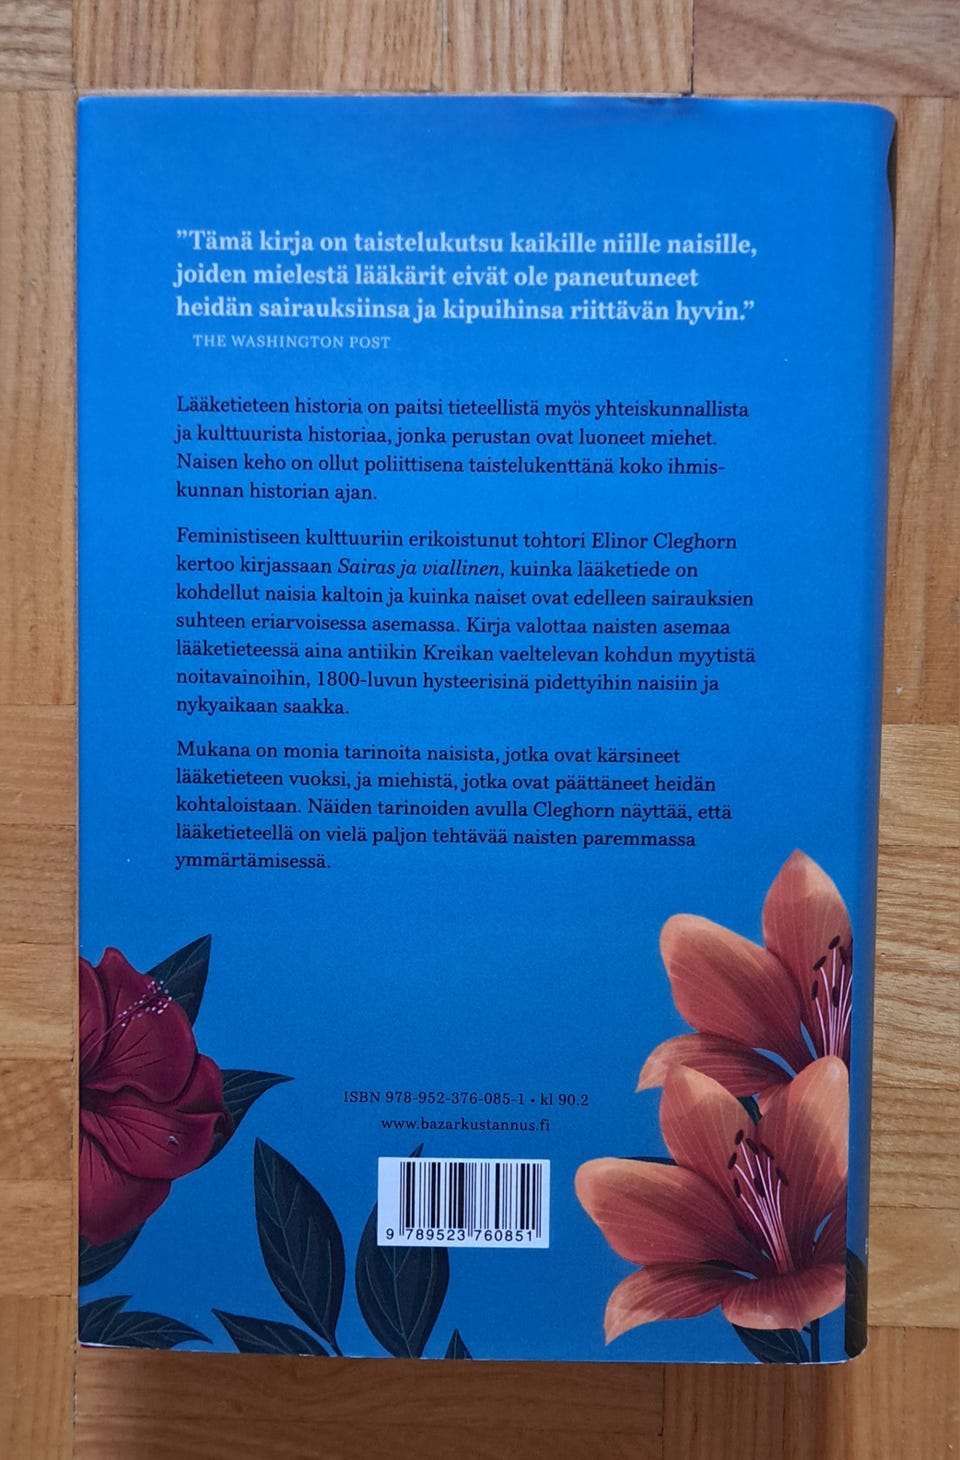 ”Tämä kirja on taistelukutsu kaikille niille naisille,
joiden mielestä lääkärit eivät ole paneutuneet
heidän sairauksiinsa ja kipuihinsa riittävän hyvin.”
THE WASHINGTON POST
Lääketieteen historia on paitsi tieteellistä myös yhteiskunnallista
ja kulttuurista historiaa, jonka perustan ovat luoneet miehet.
Naisen keho on ollut poliittisena taistelukenttänä koko ihmis-
kunnan historian ajan.
Feministiseen kulttuuriin erikoistunut tohtori Elinor Cleghorn
kertoo kirjassaan Sairas ja viallinen, kuinka lääketiede on
kohdellut naisia kaltoin ja kuinka naiset ovat edelleen sairauksien
suhteen eriarvoisessa asemassa. Kirja valottaa naisten asemaa
lääketieteessä aina antiikin Kreikan vaeltelevan kohdun myytistä
noitavainoihin, 1800-luvun hysteerisinä pidettyihin naisiin ja
nykyaikaan saakka.
Mukana on monia tarinoita naisista, jotka ovat kärsineet
lääketieteen vuoksi, ja miehistä, jotka ovat päättäneet heidän
kohtaloistaan. Näiden tarinoiden avulla Cleghorn näyttää, että
lääketieteellä on vielä paljon tehtävää naisten paremmassa
ymmärtämisessä.
ISBN 978-952-376-085-1 • kl 90.2
www.bazarkustannus.fi
9 789523 760851